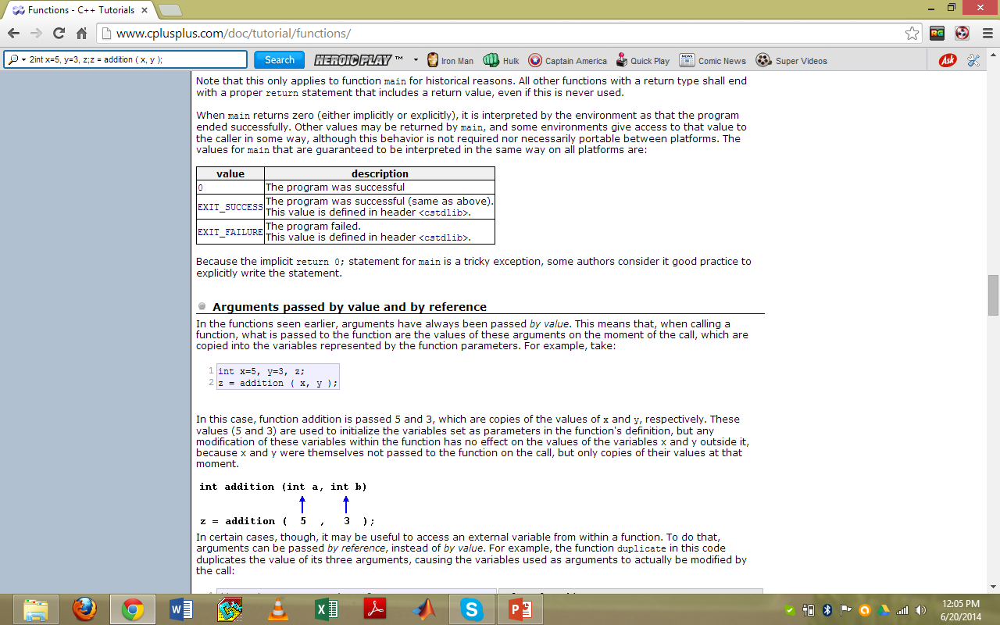 Functions - C++ Tutorials
www.cplusplus.com/doc/tutorial/functions/
2int x=5, y=3, z;z = addition ( x, y );
Search
HEROIC PLAY ™
Iron Man
Hulk
Captain America
Quick Play
NEWS
Comic News
Super Videos
Ask
RG
Note that this only applies to function main for historical reasons. All other functions with a return type shall end
with a proper return statement that includes a return value, even if this is never used.
When main returns zero (either implicitly or explicitly), it is interpreted by the environment as that the program
ended successfully. Other values may be returned by main, and some environments give access to that value to
the caller in some way, although this behavior is not required nor necessarily portable between platforms. The
values for main that are guaranteed to be interpreted in the same way on all platforms are:
value description
0 The program was successful
EXIT_SUCCESS The program was successful (same as above).
This value is defined in header <cstdlib>.
EXIT_FAILURE The program failed.
This value is defined in header <cstdlib>.
Because the implicit return 0; statement for main is a tricky exception, some authors consider it good practice to
explicitly write the statement.
Arguments passed by value and by reference
In the functions seen earlier, arguments have always been passed by value. This means that, when calling a
function, what is passed to the function are the values of these arguments on the moment of the call, which are
copied into the variables represented by the function parameters. For example, take:
1 int x=5, y=3, z;
2 z = addition ( x, y );
In this case, function addition is passed 5 and 3, which are copies of the values of x and y, respectively. These
values (5 and 3) are used to initialize the variables set as parameters in the function's definition, but any
modification of these variables within the function has no effect on the values of the variables x and y outside it,
because x and y were themselves not passed to the function on the call, but only copies of their values at that
moment.
int addition (int a, int b)
z = addition ( 5 , 3 );
In certain cases, though, it may be useful to access an external variable from within a function. To do that,
arguments can be passed by reference, instead of by value. For example, the function duplicate in this code
duplicates the value of its three arguments, causing the variables used as arguments to actually be modified by
the call:
12:05 PM
6/20/2014